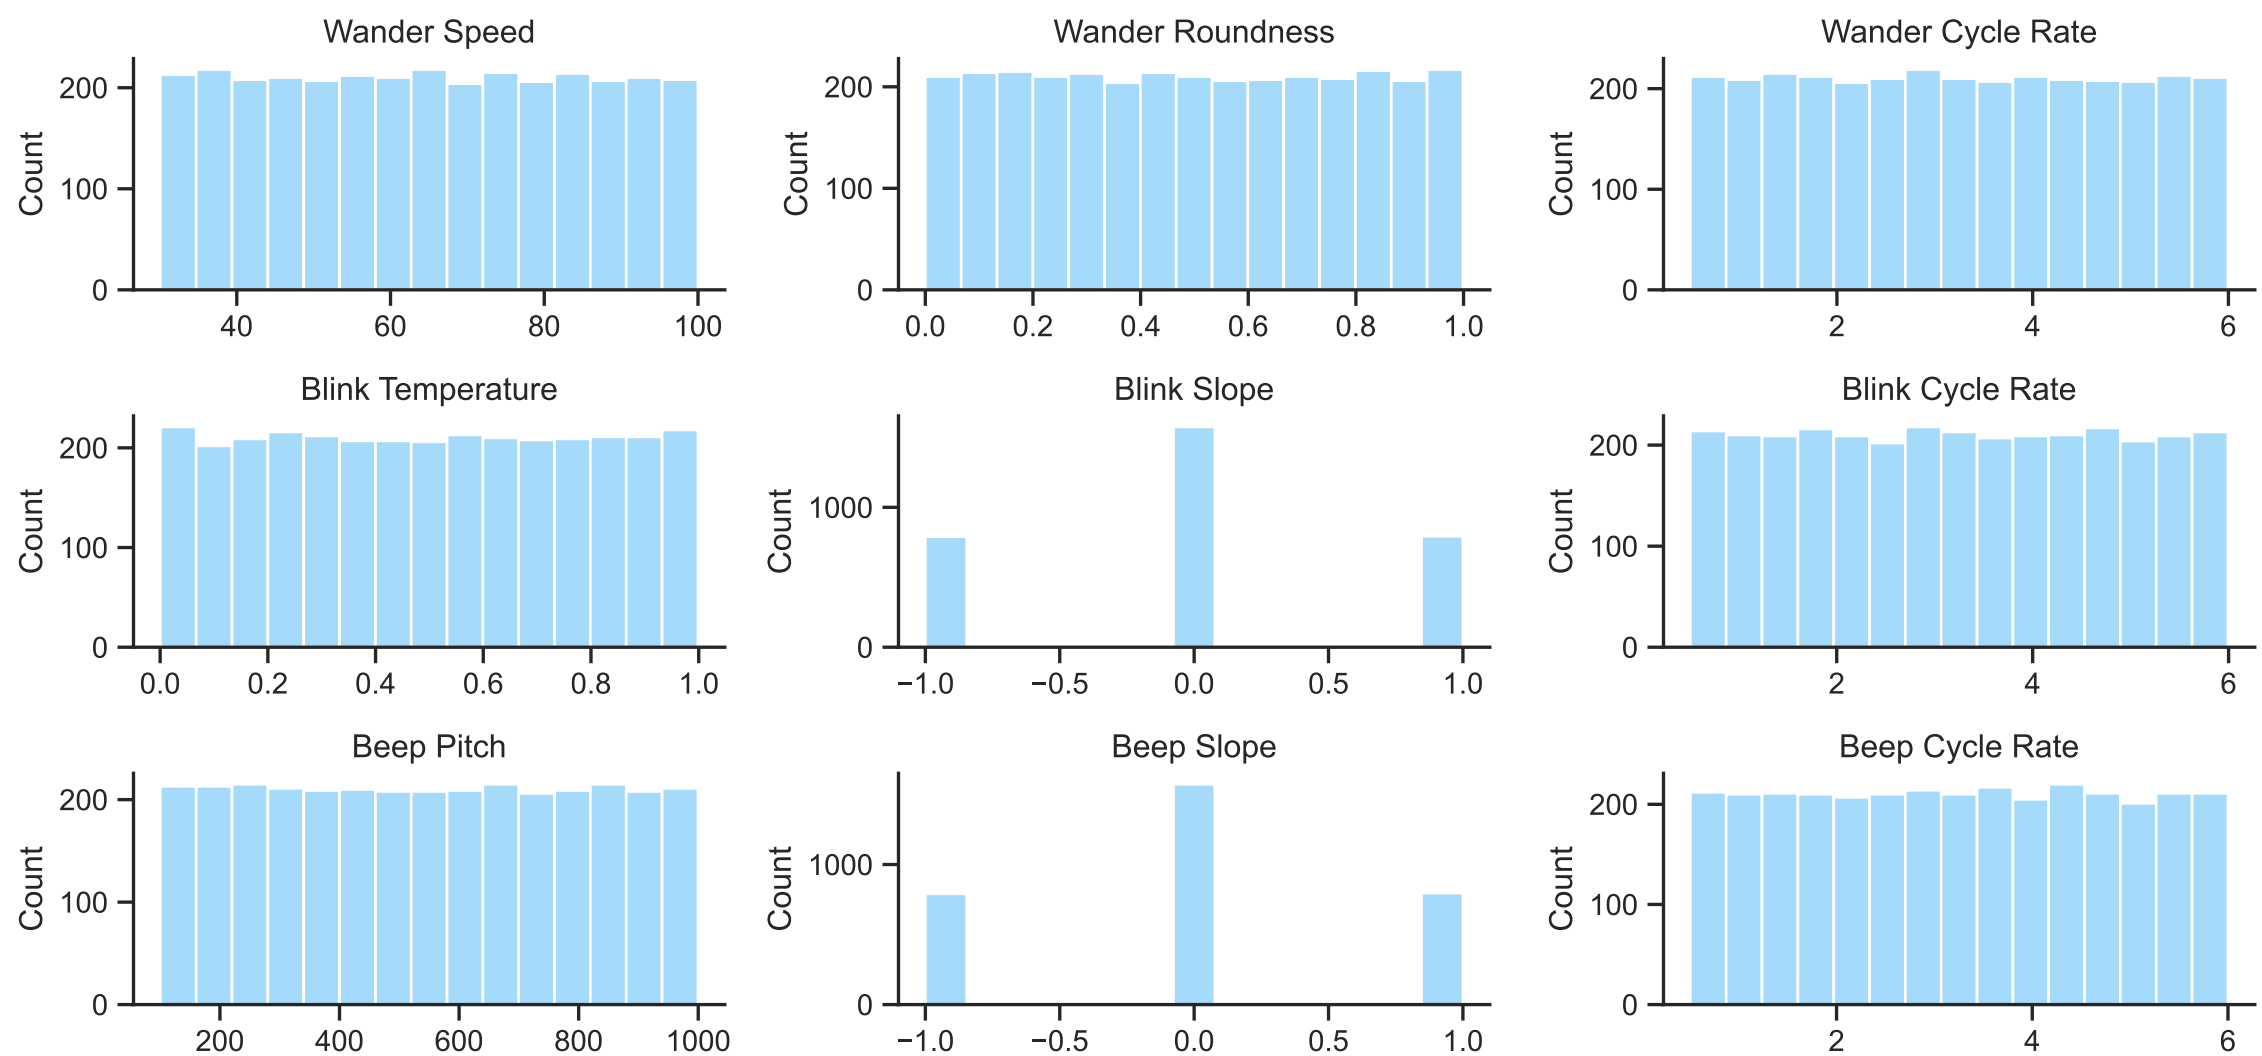 Wander Speed
Count
200
100
0
40 60 80 100
Wander Roundness
Count
200
100
0
0.0 0.2 0.4 0.6 0.8 1.0
Wander Cycle Rate
Count
200
100
0
2 4 6
Blink Temperature
Count
200
100
0
0.0 0.2 0.4 0.6 0.8 1.0
Blink Slope
Count
1000
0
−1.0 −0.5 0.0 0.5 1.0
Blink Cycle Rate
Count
200
100
0
2 4 6
Beep Pitch
Count
200
100
0
200 400 600 800 1000
Beep Slope
Count
1000
0
−1.0 −0.5 0.0 0.5 1.0
Beep Cycle Rate
Count
200
100
0
2 4 6